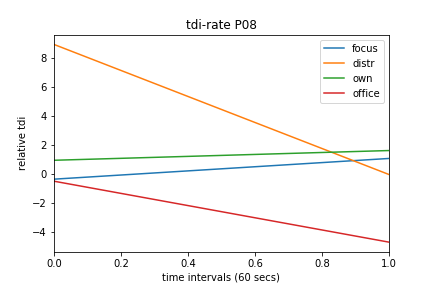 tdi-rate P08
focus
distr
own
office
relative tdi
8
6
4
2
0
−2
−4
0.0 0.2 0.4 0.6 0.8 1.0
time intervals (60 secs)